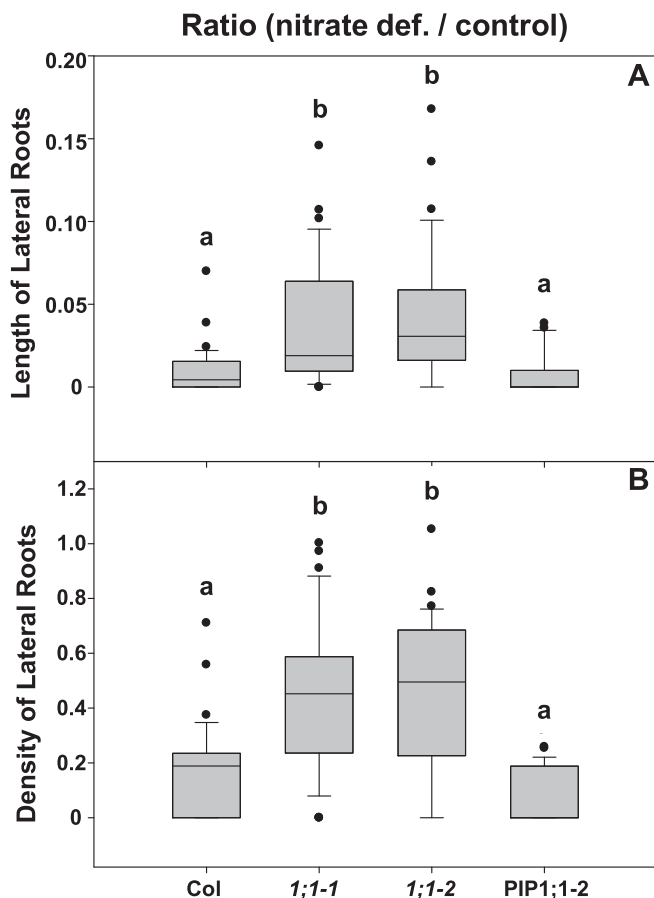 Ratio (nitrate def. / control)
A
Length of Lateral Roots
0.20
0.15
0.10
0.05
0
a
b
b
a
B
Density of Lateral Roots
1.2
1.0
0.8
0.6
0.4
0.2
0
a
b
b
a
Col
1;1-1
1;1-2
PIP1;1-2